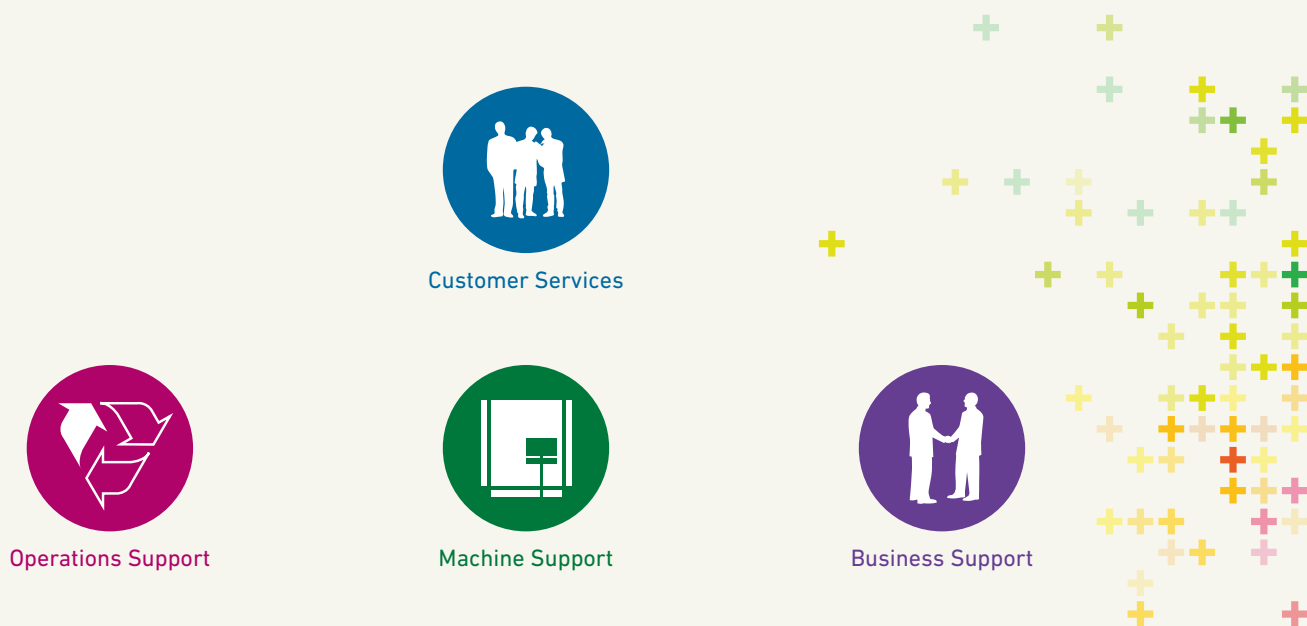 Customer Services
Operations Support
Machine Support
Business Support